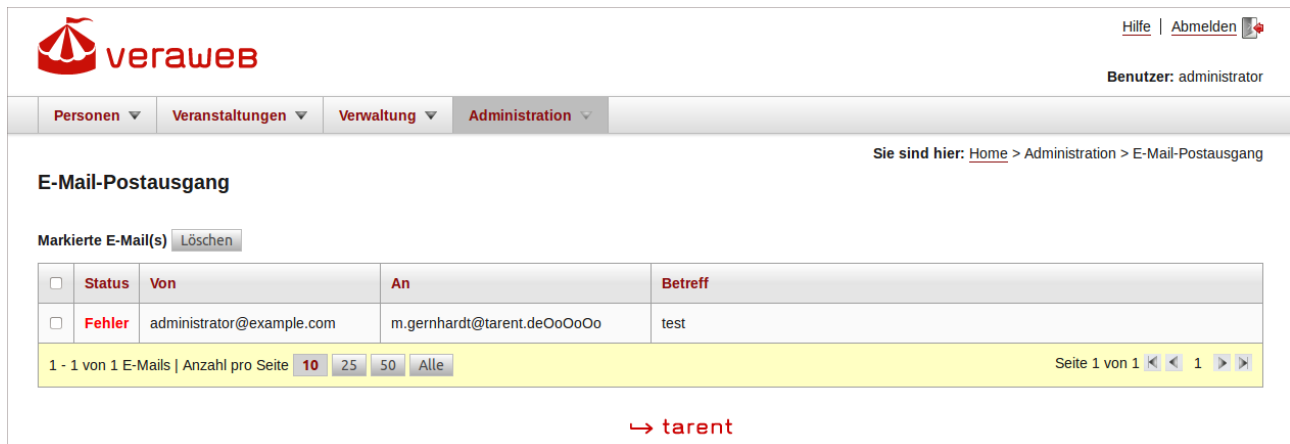 veraweb
Hilfe | Abmelden
Benutzer: administrator
Personen Veranstaltungen Verwaltung Administration
Sie sind hier: Home > Administration > E-Mail-Postausgang
E-Mail-Postausgang
Markierte E-Mail(s) Löschen
Status Von An Betreff
Fehler administrator@example.com m.gernhardt@tarent.deOoOoOo test
1 - 1 von 1 E-Mails | Anzahl pro Seite 10 25 50 Alle Seite 1 von 1 1
tarent